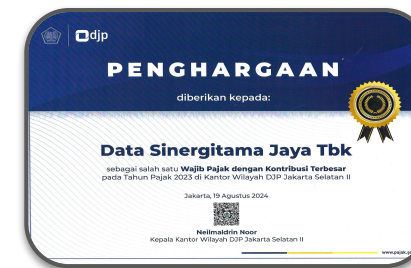 djp
PENGHARGAAN
diberikan kepada:
Data Sinergitama Jaya Tbk
sebagai salah satu Wajib Pajak dengan Kontribusi Terbesar
pada Tahun Pajak 2023 di Kantor Wilayah DJP Jakarta Selatan II
Jakarta, 19 Agustus 2024
Neilmaldrin Noor
Kepala Kantor Wilayah DJP Jakarta Selatan II
www.pajak.g